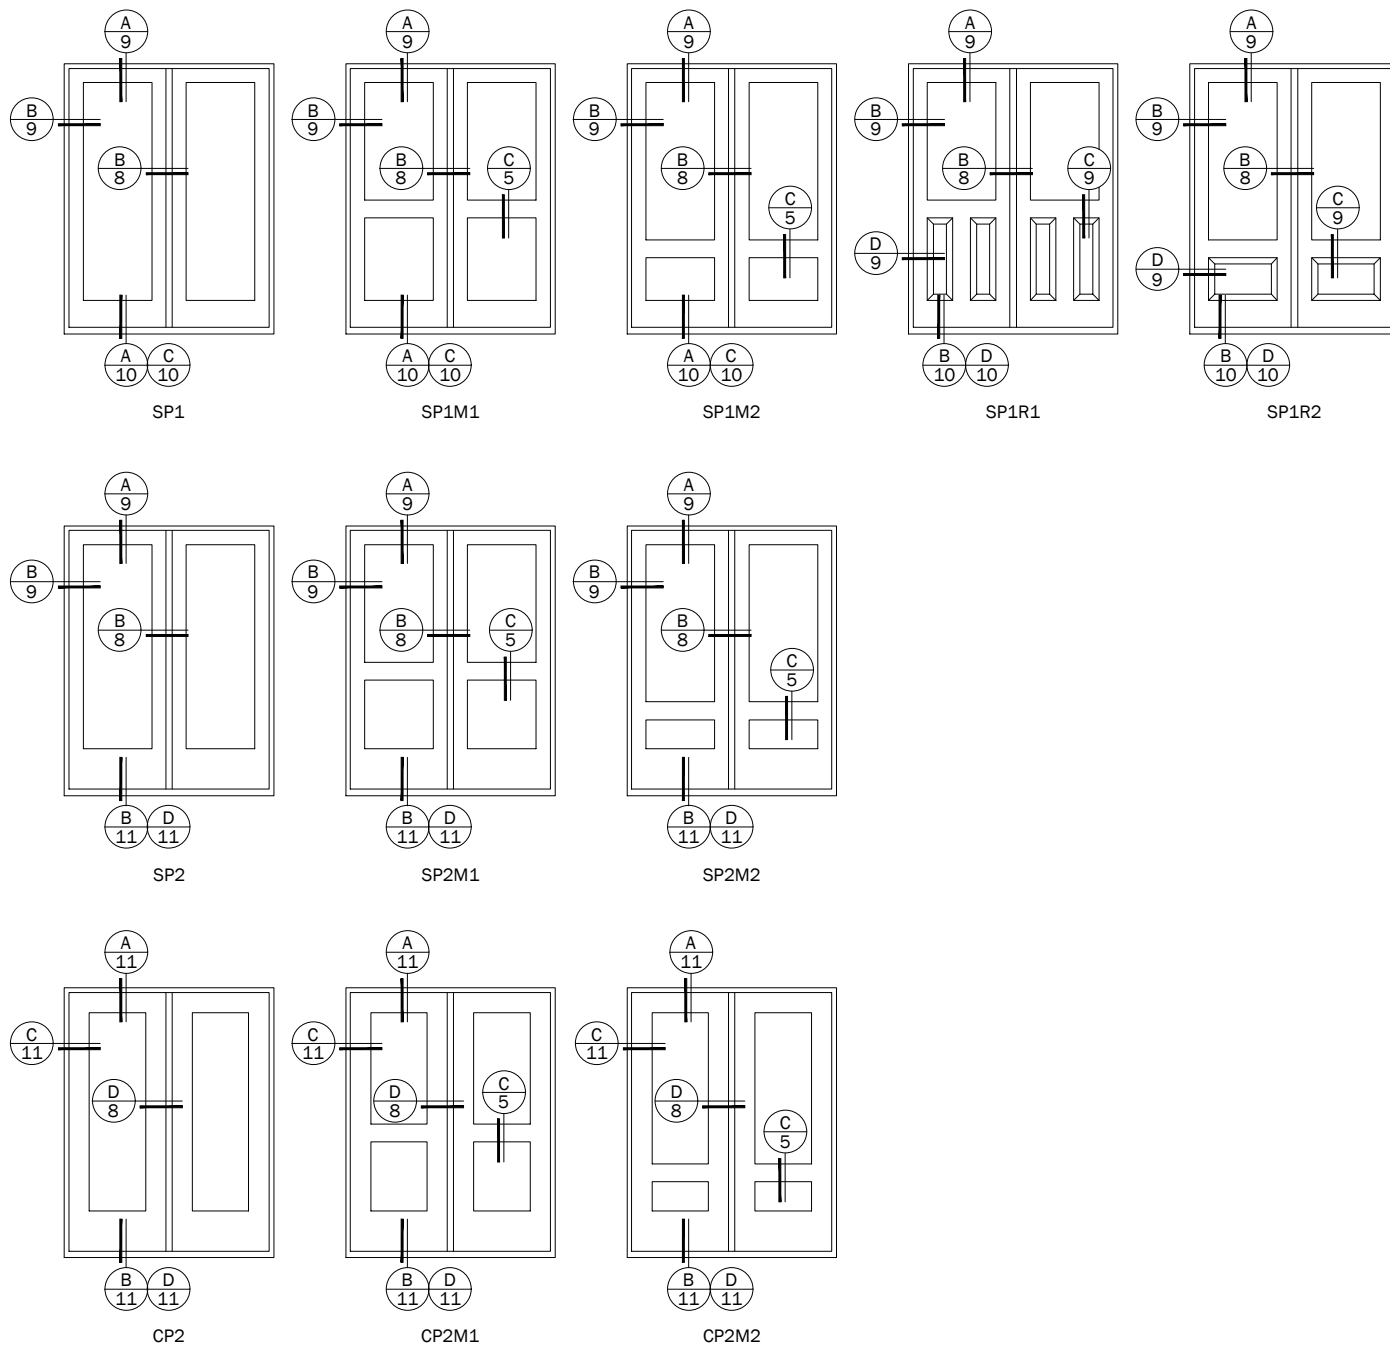 A A A A A
9 9 9 9 9
B B B B B
9 9 9 9 9
B B C B B C B
8 8 5 8 8 9 8
C C
5 9
D D
9 9
A C A C A C B D B D
10 10 10 10 10 10 10 10 10 10
SP1 SP1M1 SP1M2 SP1R1 SP1R2
A A A
9 9 9
B B B
9 9 9
B B C B
8 8 5 8
C
5
B D B D B D
11 11 11 11 11 11
SP2 SP2M1 SP2M2
A A A
11 11 11
C C C
11 11 11
D D C D
8 8 5 8
C
5
B D B D B D
11 11 11 11 11 11
CP2 CP2M1 CP2M2